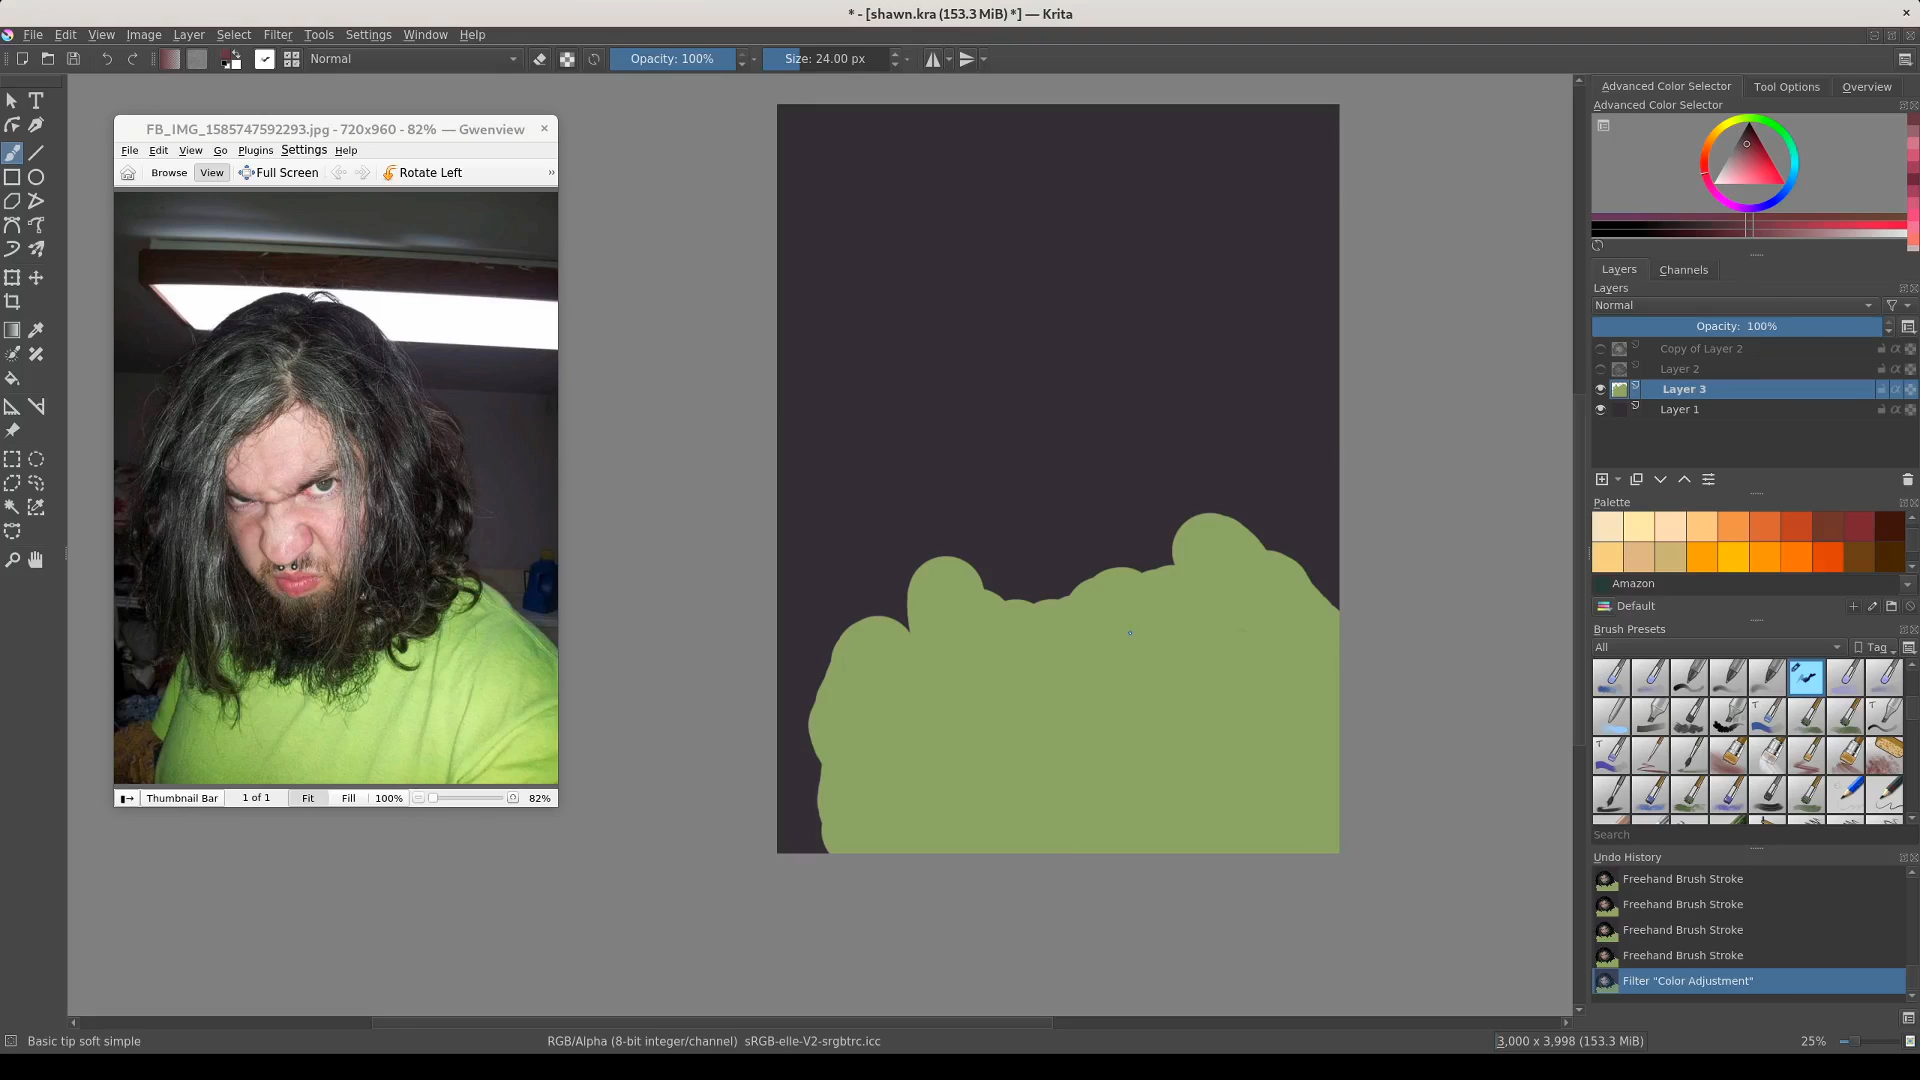 * - [shawn.kra (153.3 MiB) *] — Krita
File Edit View Image Layer Select Filter Tools Settings Window Help
Normal Opacity: 100% Size: 24.00 px
FB_IMG_1585747592293.jpg - 720x960 - 82% — Gwenview
File Edit View Go Plugins Settings Help
Browse View Full Screen Rotate Left »
Thumbnail Bar 1 of 1 Fit Fill 100% 82%
Advanced Color Selector Tool Options Overview
Advanced Color Selector
Layers Channels
Layers
Normal
Opacity: 100%
Copy of Layer 2
Layer 2
Layer 3
Layer 1
Palette
Amazon
Default
Brush Presets
All Tag
Search
Undo History
Freehand Brush Stroke
Freehand Brush Stroke
Freehand Brush Stroke
Freehand Brush Stroke
Filter "Color Adjustment"
Basic tip soft simple RGB/Alpha (8-bit integer/channel) sRGB-elle-V2-srgbtrc.icc 3,000 x 3,998 (153.3 MiB) 25%